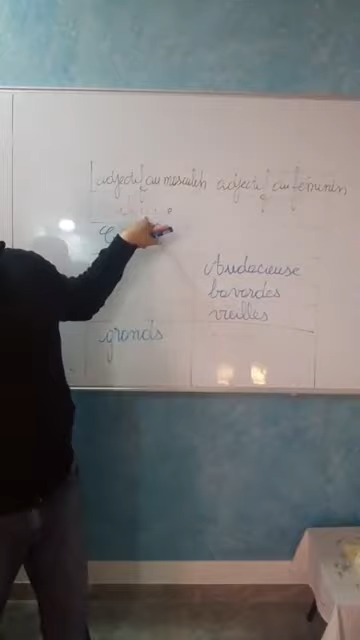 adjectif au masculin adjectif au féminin
Audacieuse
bavardes
vieilles
grands